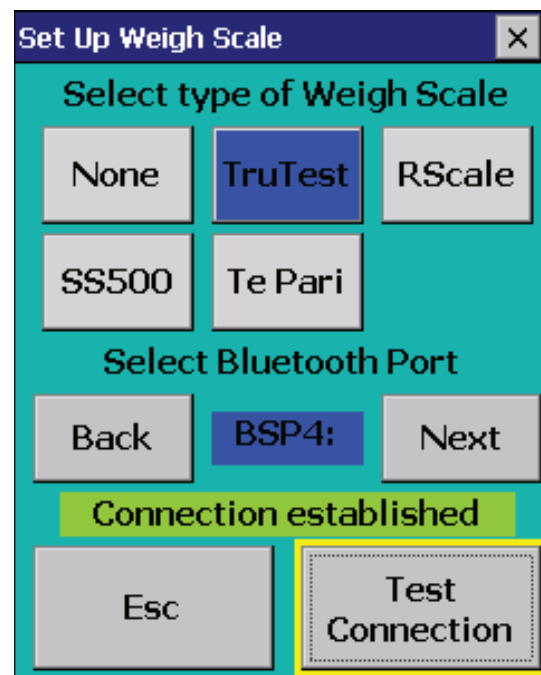 Set Up Weigh Scale
Select type of Weigh Scale
None TruTest RScale
SS500 Te Pari
Select Bluetooth Port
Back BSP4: Next
Connection established
Esc Test
Connection